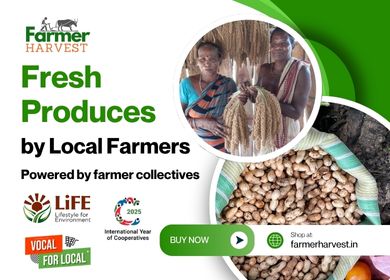 Farmer
HARVEST
Fresh
Produces
by Local Farmers
Powered by farmer collectives
LiFE
Lifestyle for
Environment
2025
International Year
of Cooperatives
VOCAL
FOR LOCAL
BUY NOW
Shop at:
farmerharvest.in